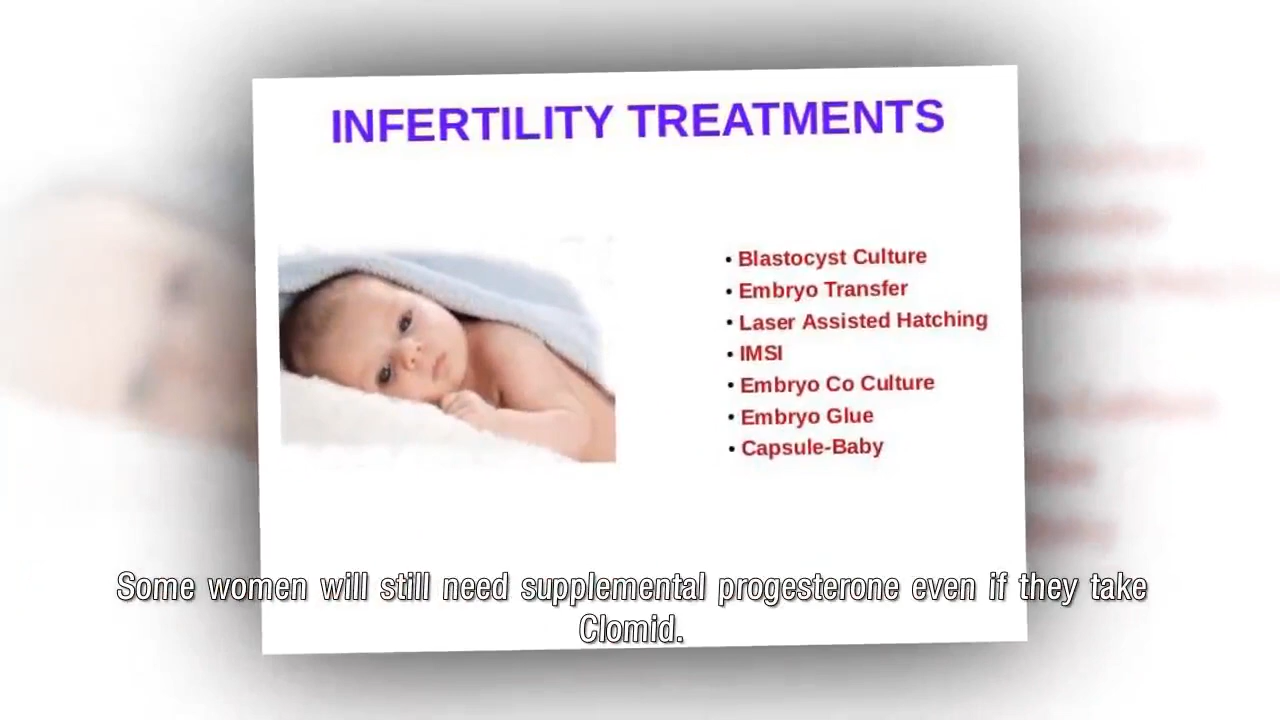 INFERTILITY TREATMENTS
• Blastocyst Culture
• Embryo Transfer
• Laser Assisted Hatching
• IMSI
• Embryo Co Culture
• Embryo Glue
• Capsule-Baby
Some women will still need supplemental progesterone even if they take
Clomid.